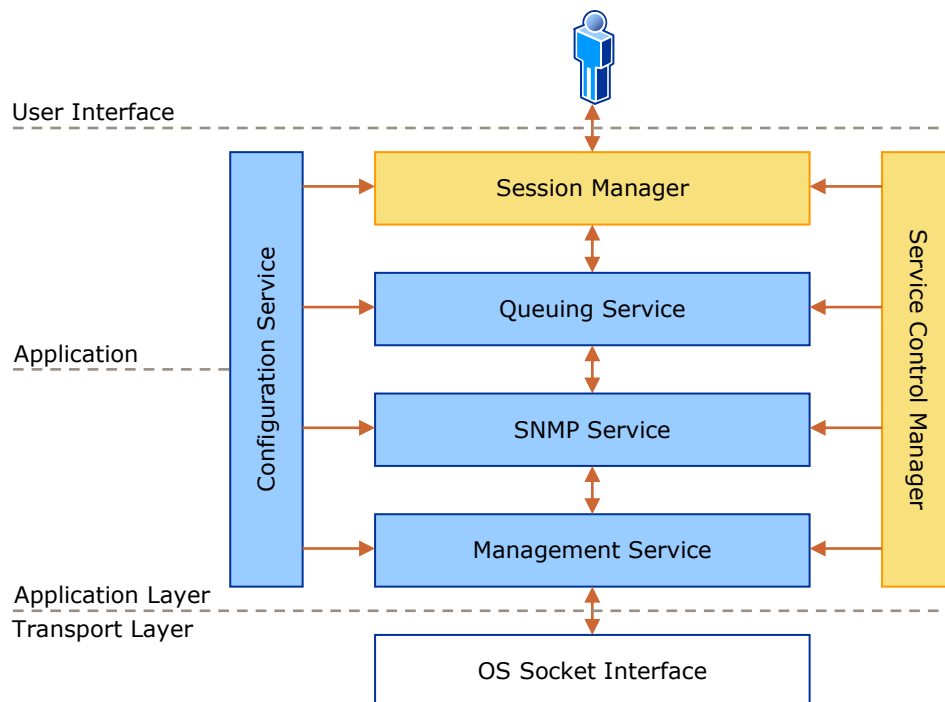 User Interface
Session Manager
Configuration Service
Service Control Manager
Queuing Service
Application
SNMP Service
Management Service
Application Layer
Transport Layer
OS Socket Interface